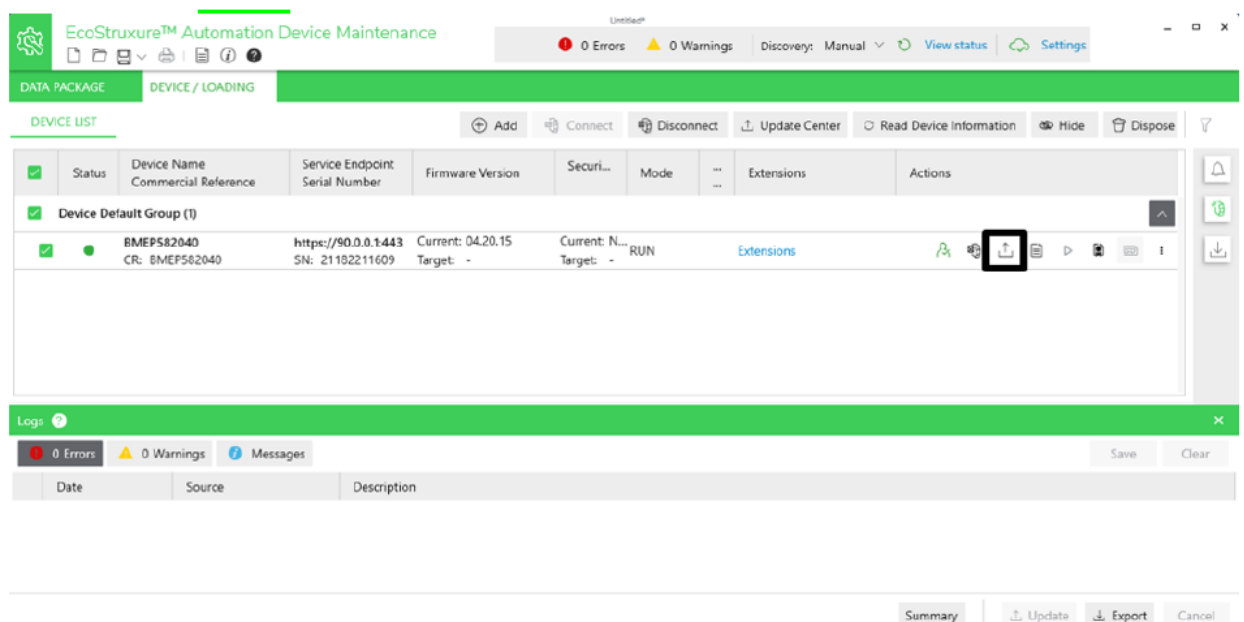 Untitled*
EcoStruxure™ Automation Device Maintenance
0 Errors 0 Warnings Discovery: Manual View status Settings
DATA PACKAGE DEVICE / LOADING
DEVICE LIST Add Connect Disconnect Update Center Read Device Information Hide Dispose
Status Device Name Service Endpoint Firmware Version Securi... Mode ... Extensions Actions
Commercial Reference Serial Number ...
Device Default Group (1)
BMEP582040 https://90.0.0.1:443 Current: 04.20.15 Current: N... RUN Extensions
CR: BMEP582040 SN: 21182211609 Target: - Target: -
Logs ?
0 Errors 0 Warnings Messages Save Clear
Date Source Description
Summary Update Export Cancel